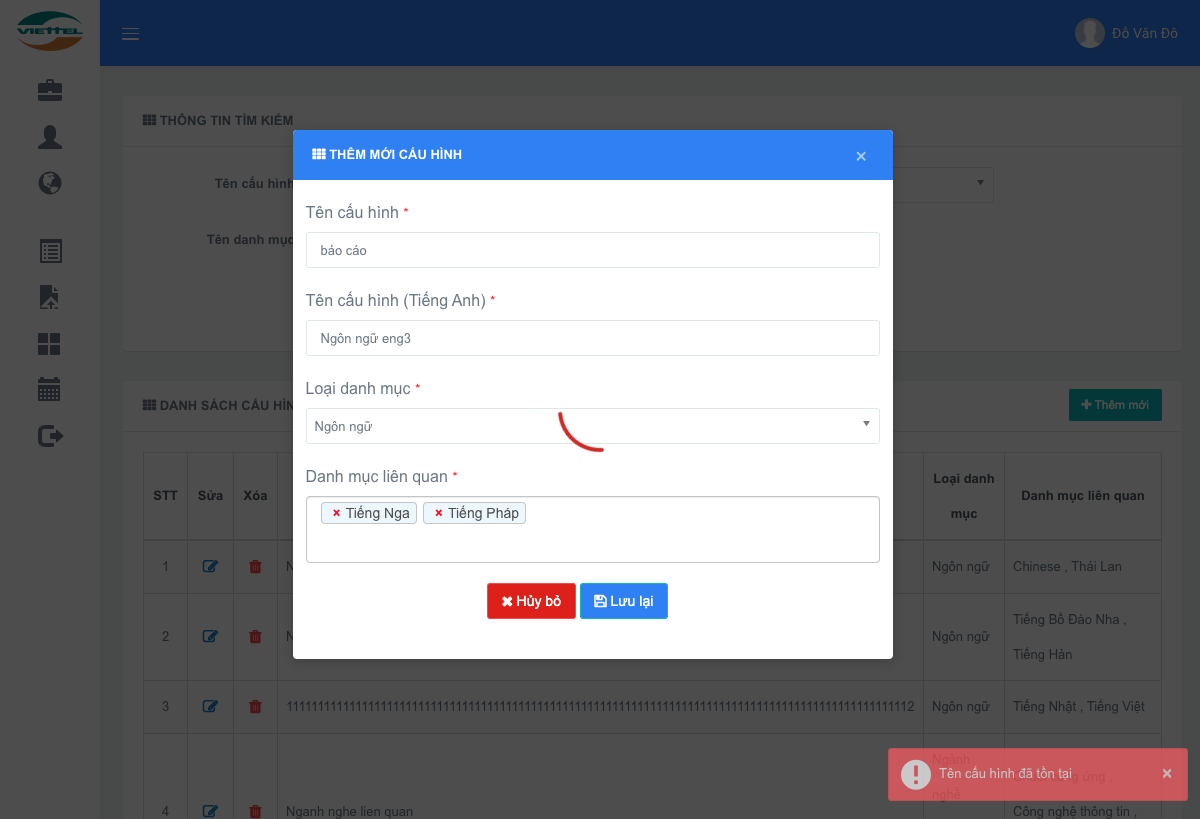 VIETTEL
Đỗ Văn Đô
THÔNG TIN TÌM KIẾM
THÊM MỚI CẤU HÌNH
×
Tên cấu hình
Tên danh mục
Tên cấu hình *
báo cáo
Tên cấu hình (Tiếng Anh) *
Ngôn ngữ eng3
Loại danh mục *
Ngôn ngữ
Danh mục liên quan *
× Tiếng Nga × Tiếng Pháp
Hủy bỏ Lưu lại
DANH SÁCH CẤU HÌN
Thêm mới
STT Sửa Xóa Loại danh mục Danh mục liên quan
1 N Ngôn ngữ Chinese , Thái Lan
2 N Ngôn ngữ Tiếng Bồ Đào Nha ,
Tiếng Hàn
3 Ngôn ngữ Tiếng Nhật , Tiếng Việt
4 Nganh nghe lien quan Ngành nghề ứng ,
Công nghệ thông tin ,
Tên cấu hình đã tồn tại ×